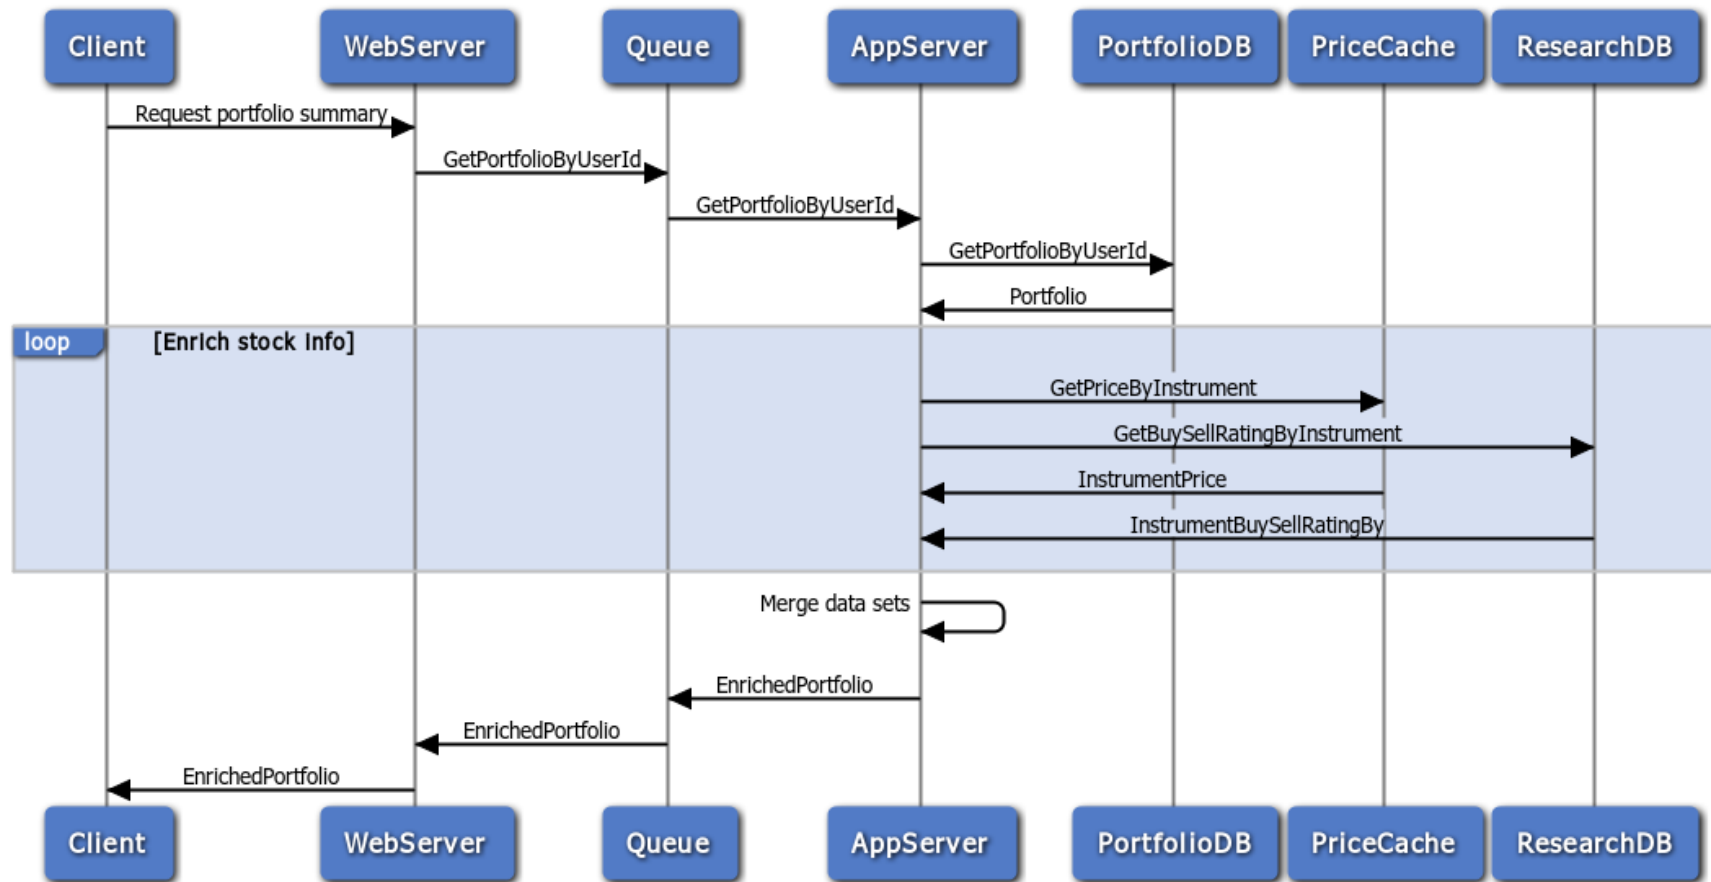 Client WebServer Queue AppServer PortfolioDB PriceCache ResearchDB
Request portfolio summary
GetPortfolioByUserId
GetPortfolioByUserId
GetPortfolioByUserId
Portfolio
loop [Enrich stock info]
GetPriceByInstrument
GetBuySellRatingByInstrument
InstrumentPrice
InstrumentBuySellRatingBy
Merge data sets
EnrichedPortfolio
EnrichedPortfolio
EnrichedPortfolio
Client WebServer Queue AppServer PortfolioDB PriceCache ResearchDB